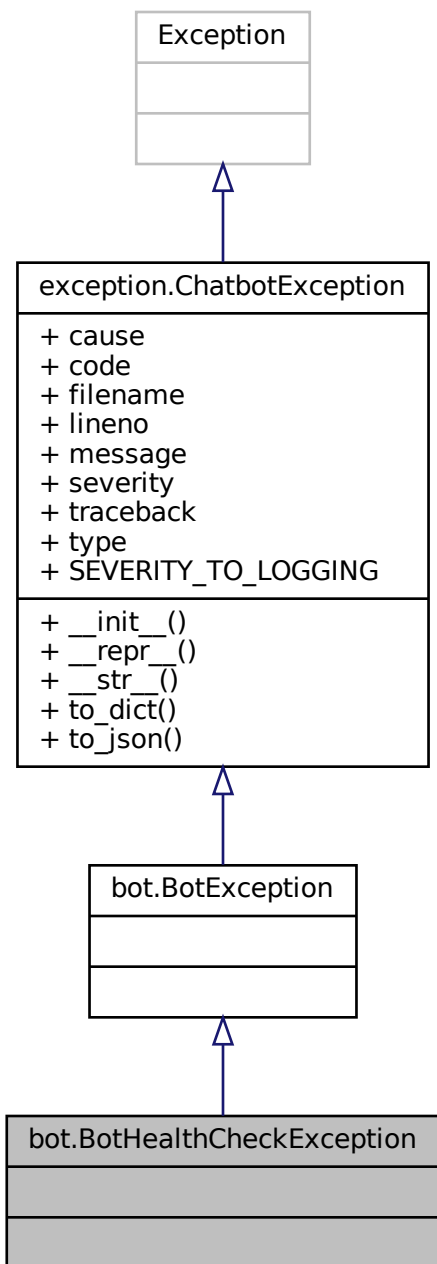 Exception
exception.ChatbotException
+ cause
+ code
+ filename
+ lineno
+ message
+ severity
+ traceback
+ type
+ SEVERITY_TO_LOGGING
+ __init__()
+ __repr__()
+ __str__()
+ to_dict()
+ to_json()
bot.BotException
bot.BotHealthCheckException